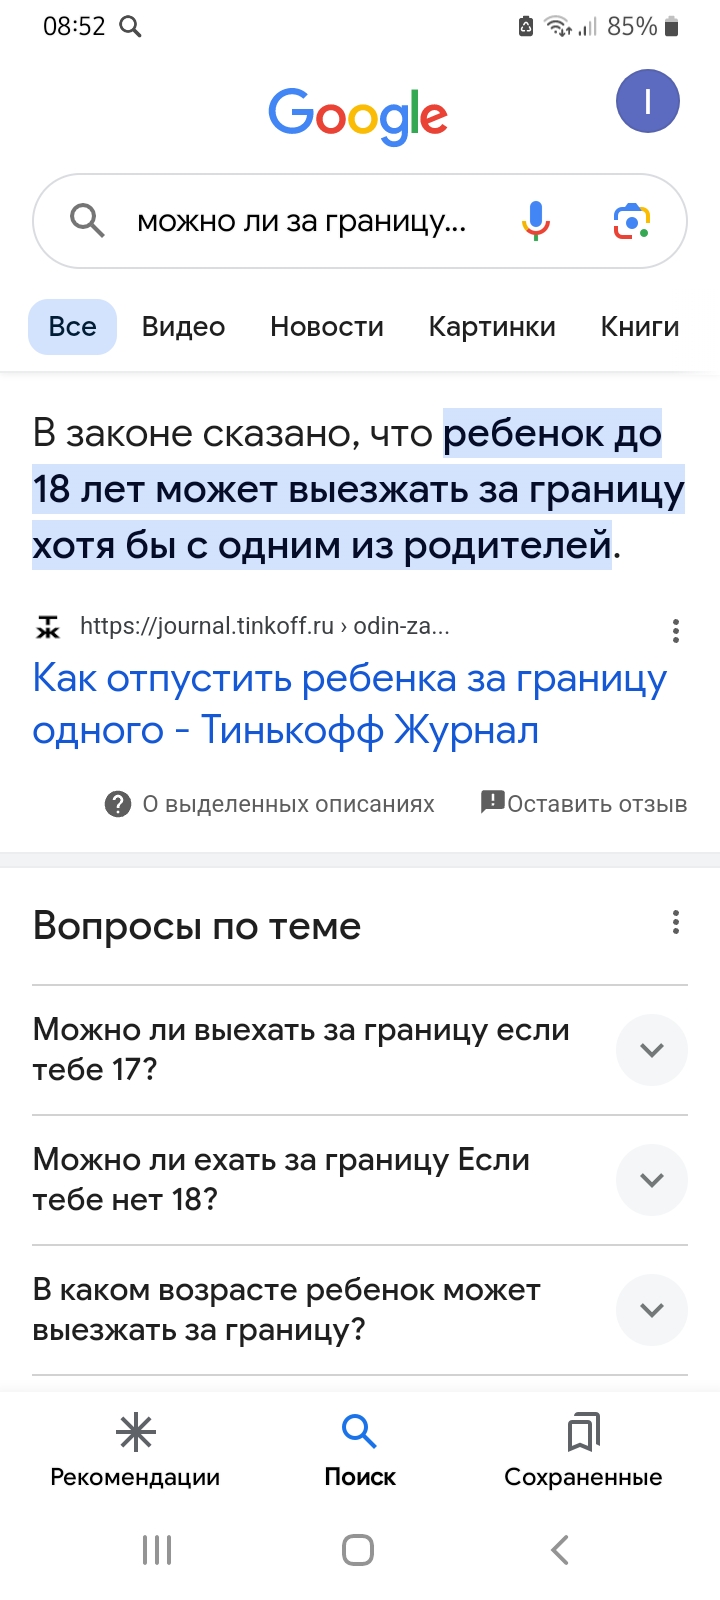 08:52
85%
Google
I
можно ли за границу...
Все Видео Новости Картинки Книги
В законе сказано, что ребенок до
18 лет может выезжать за границу
хотя бы с одним из родителей.
Ж
https://journal.tinkoff.ru › odin-za...
Как отпустить ребенка за границу
одного - Тинькофф Журнал
О выделенных описаниях
Оставить отзыв
Вопросы по теме
Можно ли выехать за границу если
тебе 17?
Можно ли ехать за границу Если
тебе нет 18?
В каком возрасте ребенок может
выезжать за границу?
Рекомендации
Поиск
Сохраненные